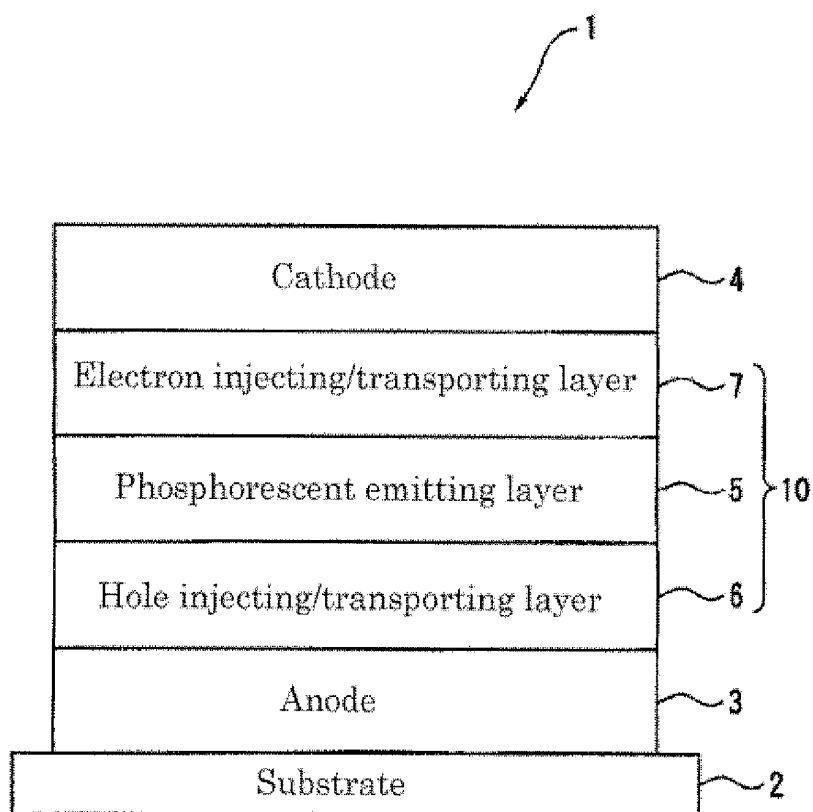 1
Cathode 4
Electron injecting/transporting layer 7
Phosphorescent emitting layer 5 10
Hole injecting/transporting layer 6
Anode 3
Substrate 2